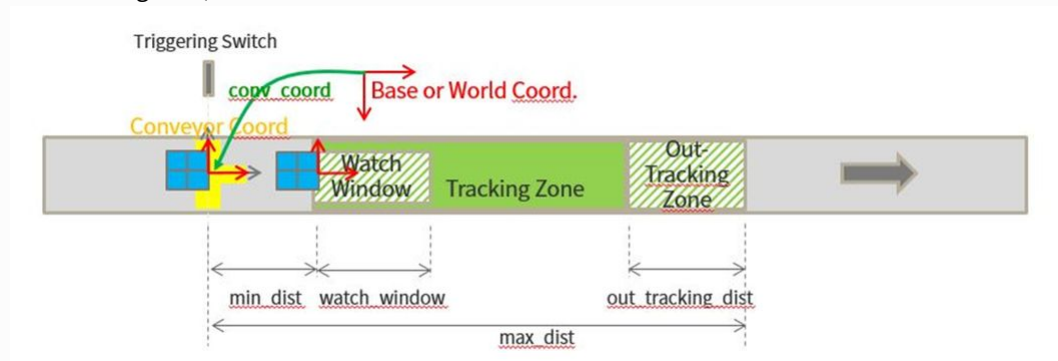 Triggering Switch
conv_coord
Base or World Coord.
Conveyor Coord
Watch
Window
Tracking Zone
Out-
Tracking
Zone
min_dist
watch_window
out_tracking_dist
max_dist